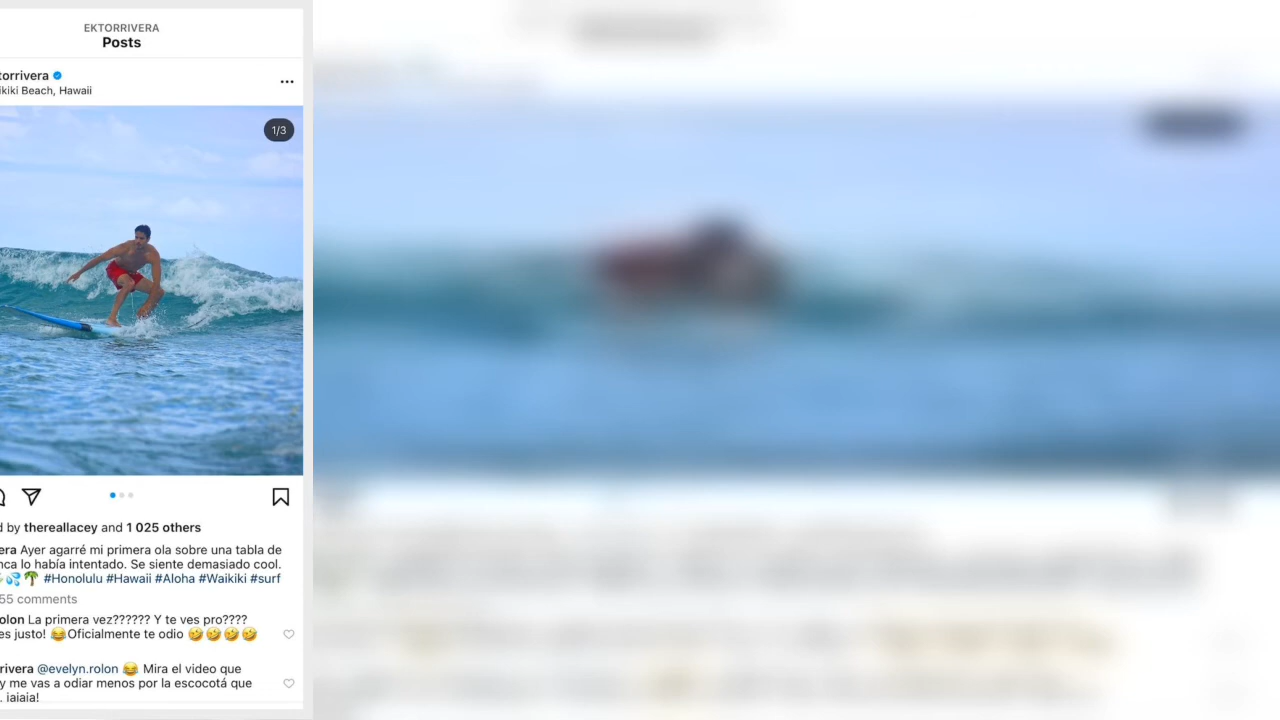 EKTORRIVERA
Posts
torrivera
ikiki Beach, Hawaii
1/3
d by thereallacey and 1 025 others
era Ayer agarré mi primera ola sobre una tabla de
nca lo había intentado. Se siente demasiado cool.
💦🌴 #Honolulu #Hawaii #Aloha #Waikiki #surf
55 comments
olon La primera vez?????? Y te ves pro????
es justo! 😂Oficialmente te odio 🤣🤣🤣🤣
rivera @evelyn.rolon 😂 Mira el video que
y me vas a odiar menos por la escocotá que
. jajaja!